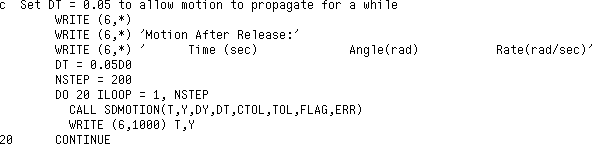 c  Set DT = 0.05 to allow motion to propagate for a while
        WRITE (6,*)
        WRITE (6,*) 'Motion After Release:'
        WRITE (6,*) '      Time (sec)            Angle(rad)          Rate(rad/sec)'
        DT = 0.05D0
        NSTEP = 200
        DO 20 ILOOP = 1, NSTEP
          CALL SDMOTION(T,Y,DY,DT,CTOL,TOL,FLAG,ERR)
          WRITE (6,1000) T,Y
20      CONTINUE